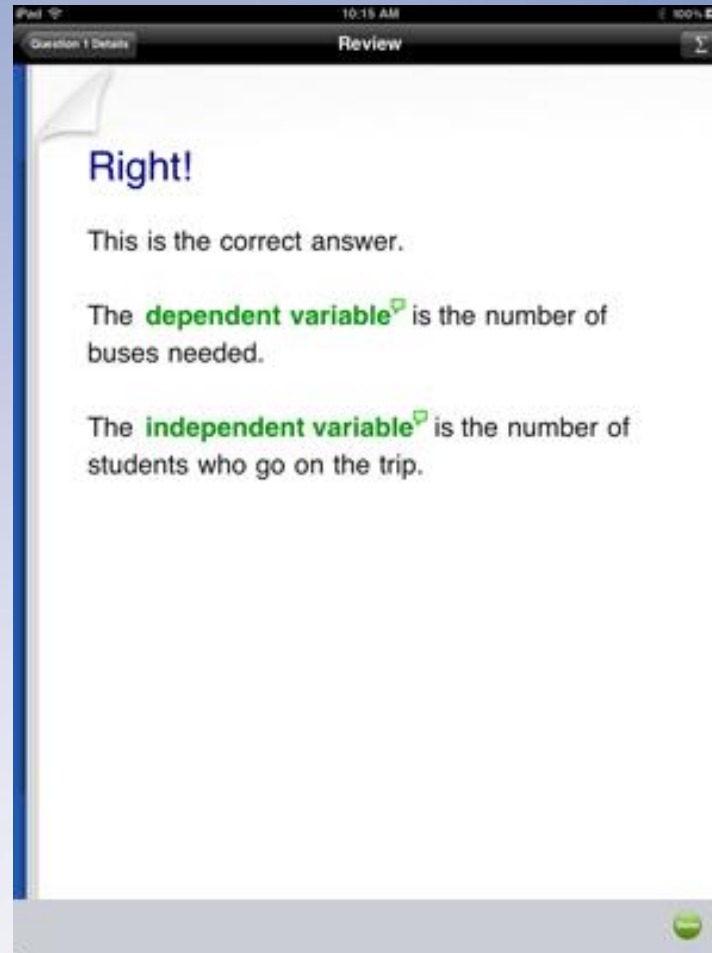 iPad 10:15 AM 100%
Question 1 Details Review Σ
Right!
This is the correct answer.
The dependent variable is the number of
buses needed.
The independent variable is the number of
students who go on the trip.